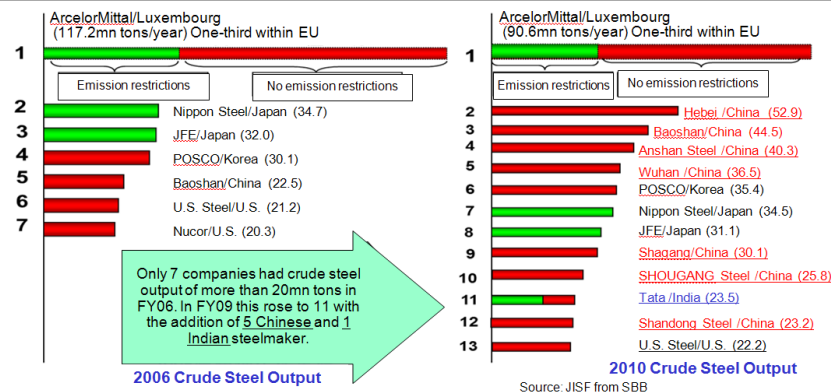 ArcelorMittal/Luxembourg
(117.2mn tons/year) One-third within EU
1
Emission restrictions
No emission restrictions
2 Nippon Steel/Japan (34.7)
3 JFE/Japan (32.0)
4 POSCO/Korea (30.1)
5 Baoshan/China (22.5)
6 U.S. Steel/U.S. (21.2)
7 Nucor/U.S. (20.3)
Only 7 companies had crude steel
output of more than 20mn tons in
FY06. In FY09 this rose to 11 with
the addition of 5 Chinese and 1
Indian steelmaker.
2006 Crude Steel Output
ArcelorMittal/Luxembourg
(90.6mn tons/year) One-third within EU
1
Emission restrictions
No emission restrictions
2 Hebei /China (52.9)
3 Baoshan/China (44.5)
4 Anshan Steel /China (40.3)
5 Wuhan /China (36.5)
6 POSCO/Korea (35.4)
7 Nippon Steel/Japan (34.5)
8 JFE/Japan (31.1)
9 Shagang/China (30.1)
10 SHOUGANG Steel /China (25.8)
11 Tata /India (23.5)
12 Shandong Steel /China (23.2)
13 U.S. Steel/U.S. (22.2)
2010 Crude Steel Output
Source: JISF from SBB